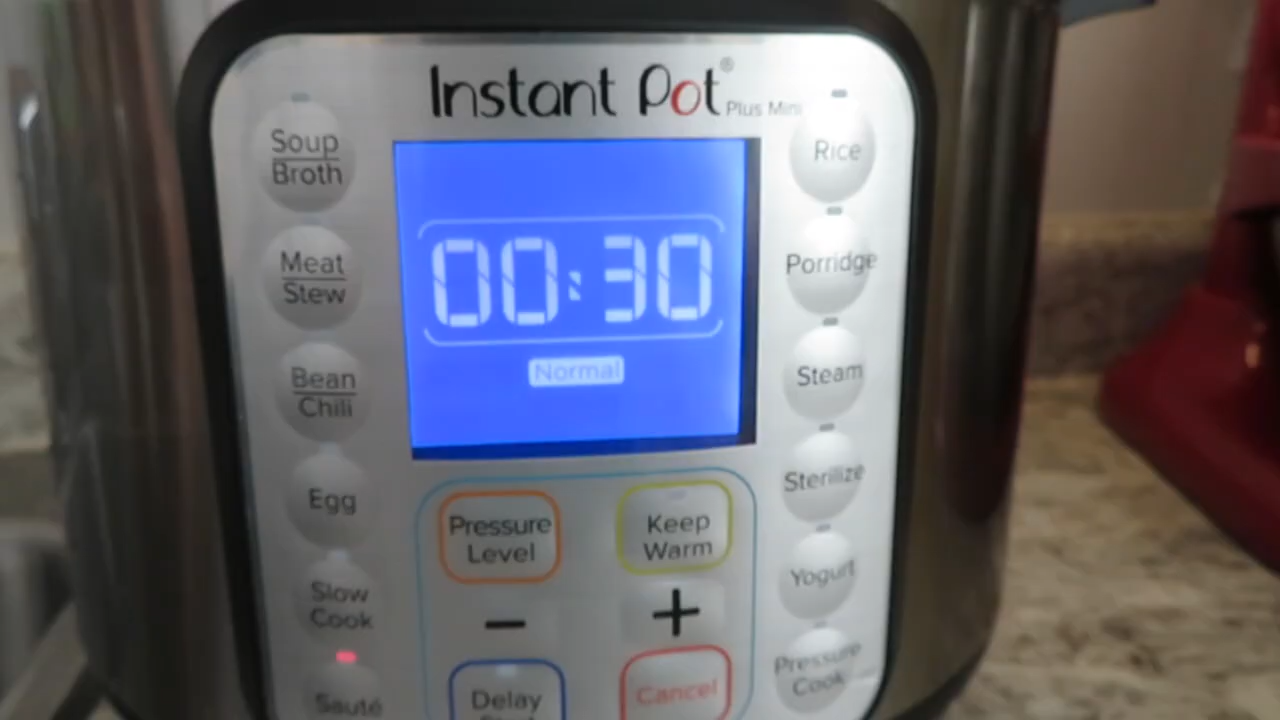 Instant Pot®
Plus Mini
Soup
Broth
Meat
Stew
Bean
Chili
Egg
Slow
Cook
Sauté
00:30
Normal
Pressure
Level
Keep
Warm
−
+
Delay
Cancel
Rice
Porridge
Steam
Sterilize
Yogurt
Pressure
Cook